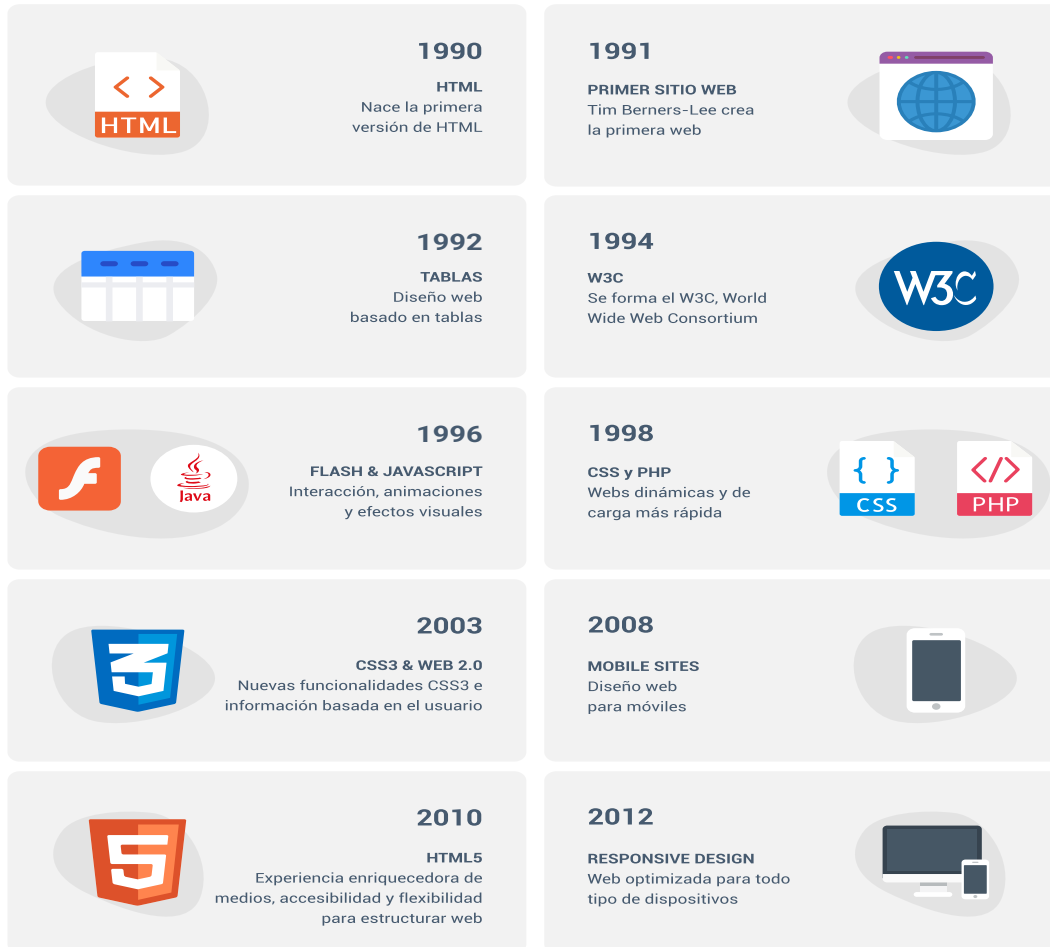 1990
HTML
Nace la primera
versión de HTML
HTML
1991
PRIMER SITIO WEB
Tim Berners-Lee crea
la primera web
1992
TABLAS
Diseño web
basado en tablas
1994
W3C
Se forma el W3C, World
Wide Web Consortium
W3C
1996
FLASH & JAVASCRIPT
Interacción, animaciones
y efectos visuales
Java
1998
CSS y PHP
Webs dinámicas y de
carga más rápida
CSS
PHP
2003
CSS3 & WEB 2.0
Nuevas funcionalidades CSS3 e
información basada en el usuario
3
2008
MOBILE SITES
Diseño web
para móviles
2010
HTML5
Experiencia enriquecedora de
medios, accesibilidad y flexibilidad
para estructurar web
5
2012
RESPONSIVE DESIGN
Web optimizada para todo
tipo de dispositivos